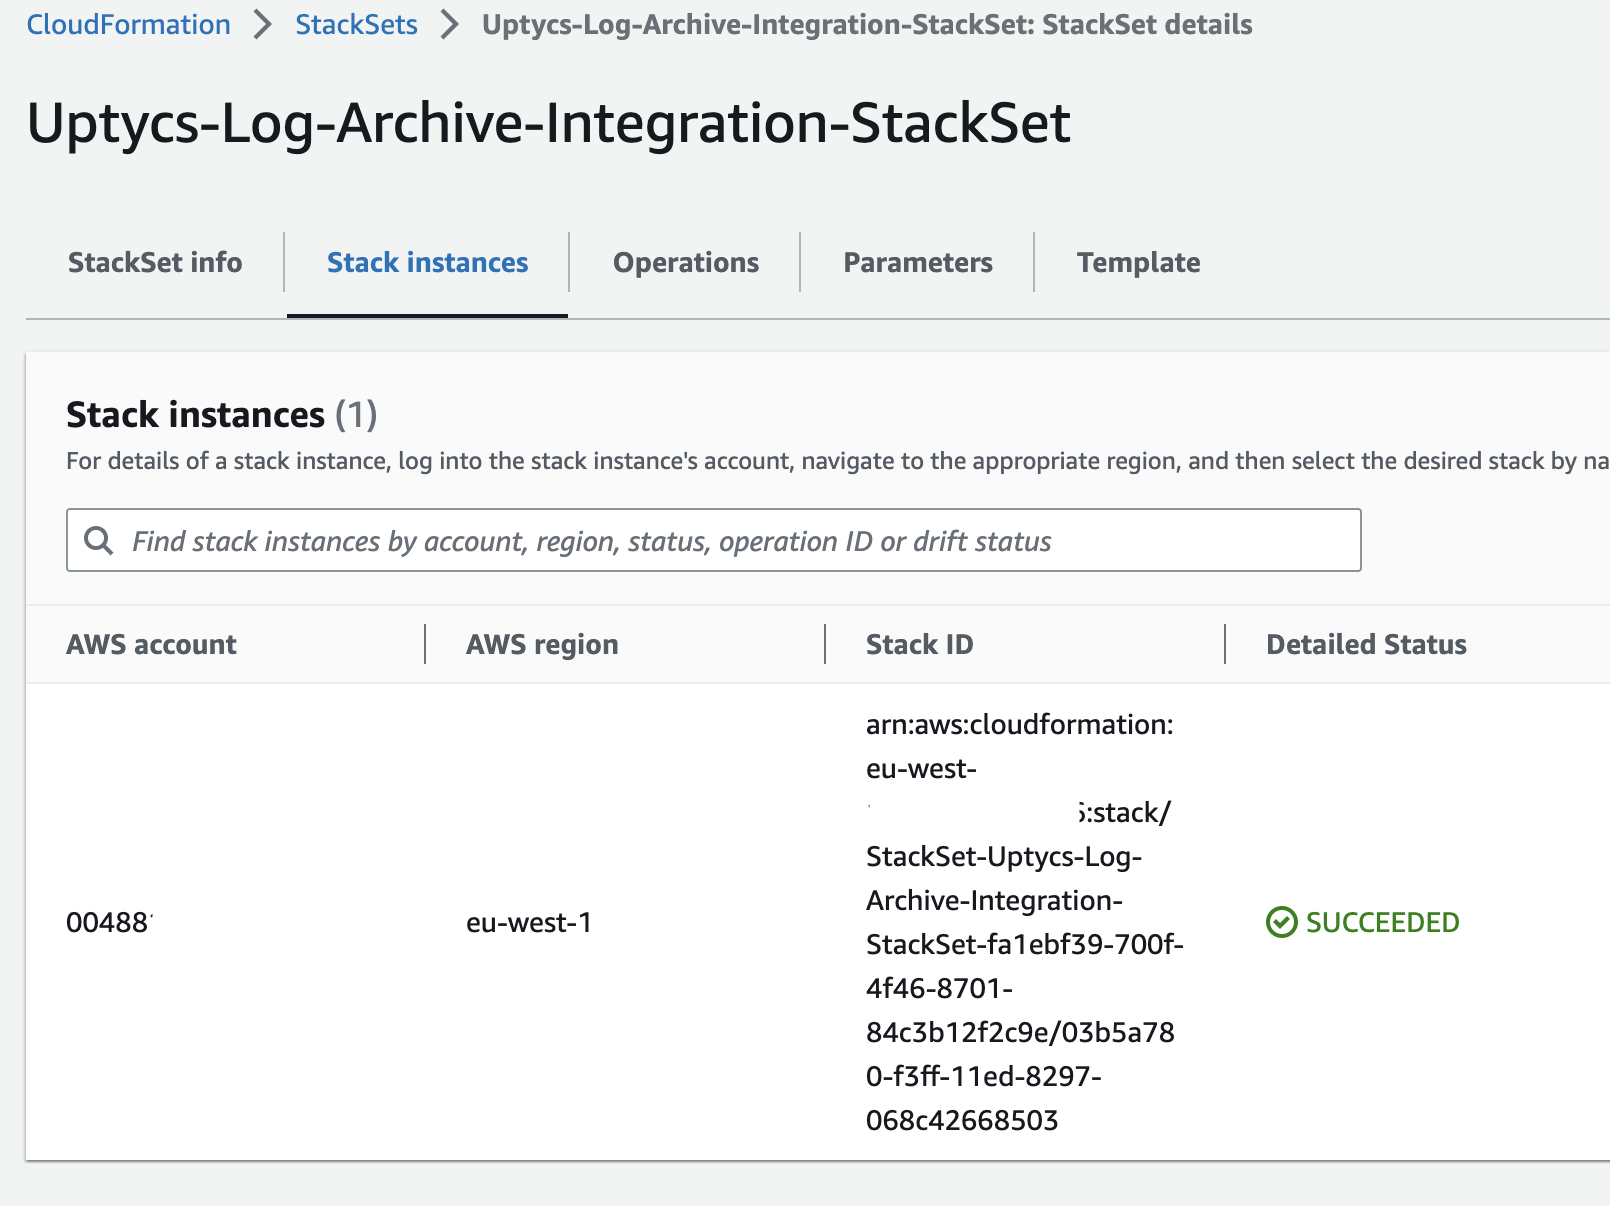 CloudFormation > StackSets > Uptycs-Log-Archive-Integration-StackSet: StackSet details
Uptycs-Log-Archive-Integration-StackSet
StackSet info
Stack instances
Operations
Parameters
Template
Stack instances (1)
For details of a stack instance, log into the stack instance's account, navigate to the appropriate region, and then select the desired stack by na
Find stack instances by account, region, status, operation ID or drift status
AWS account
AWS region
Stack ID
Detailed Status
00488
eu-west-1
arn:aws:cloudformation:
eu-west-
:stack/
StackSet-Uptycs-Log-
Archive-Integration-
StackSet-fa1ebf39-700f-
4f46-8701-
84c3b12f2c9e/03b5a78
0-f3ff-11ed-8297-
068c42668503
SUCCEEDED